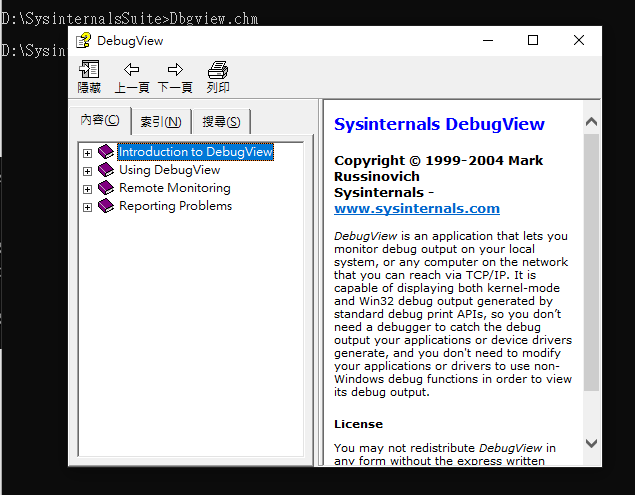 D:\SysinternalsSuite>Dbgview.chm
D:\Sysin
DebugView
隱藏 上一頁 下一頁 列印
內容(C) 索引(N) 搜尋(S)
Introduction to DebugView
Using DebugView
Remote Monitoring
Reporting Problems
Sysinternals DebugView
Copyright © 1999-2004 Mark
Russinovich
Sysinternals -
www.sysinternals.com
DebugView is an application that lets you
monitor debug output on your local
system, or any computer on the network
that you can reach via TCP/IP. It is
capable of displaying both kernel-mode
and Win32 debug output generated by
standard debug print APIs, so you don’t
need a debugger to catch the debug
output your applications or device drivers
generate, and you don't need to modify
your applications or drivers to use non-
Windows debug functions in order to view
its debug output.
License
You may not redistribute DebugView in
any form without the express written